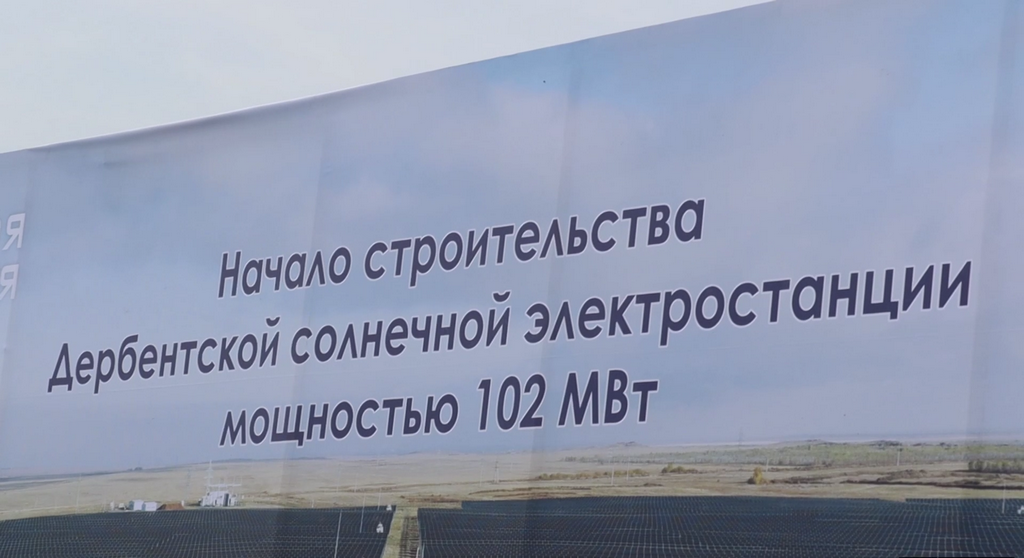 Начало строительства
Дербентской солнечной электростанции
мощностью 102 МВт